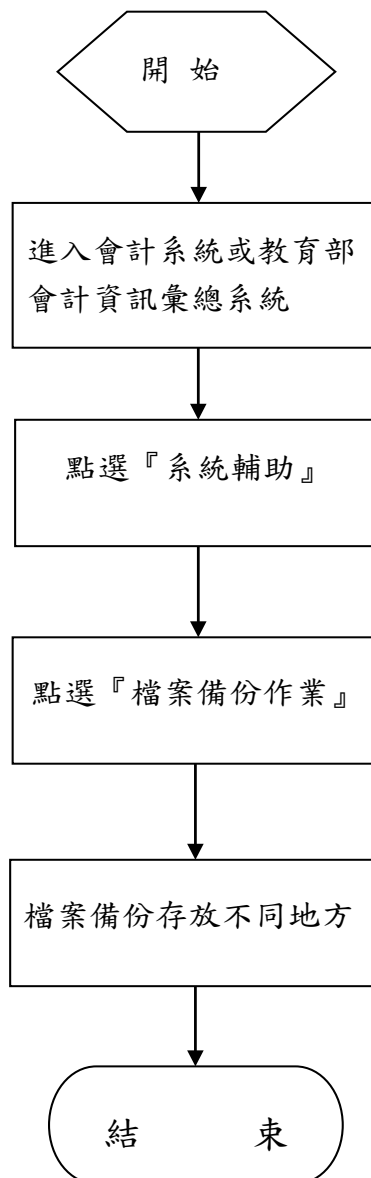 開 始
進入會計系統或教育部
會計資訊彙總系統
點選『系統輔助』
點選『檔案備份作業』
檔案備份存放不同地方
結 束